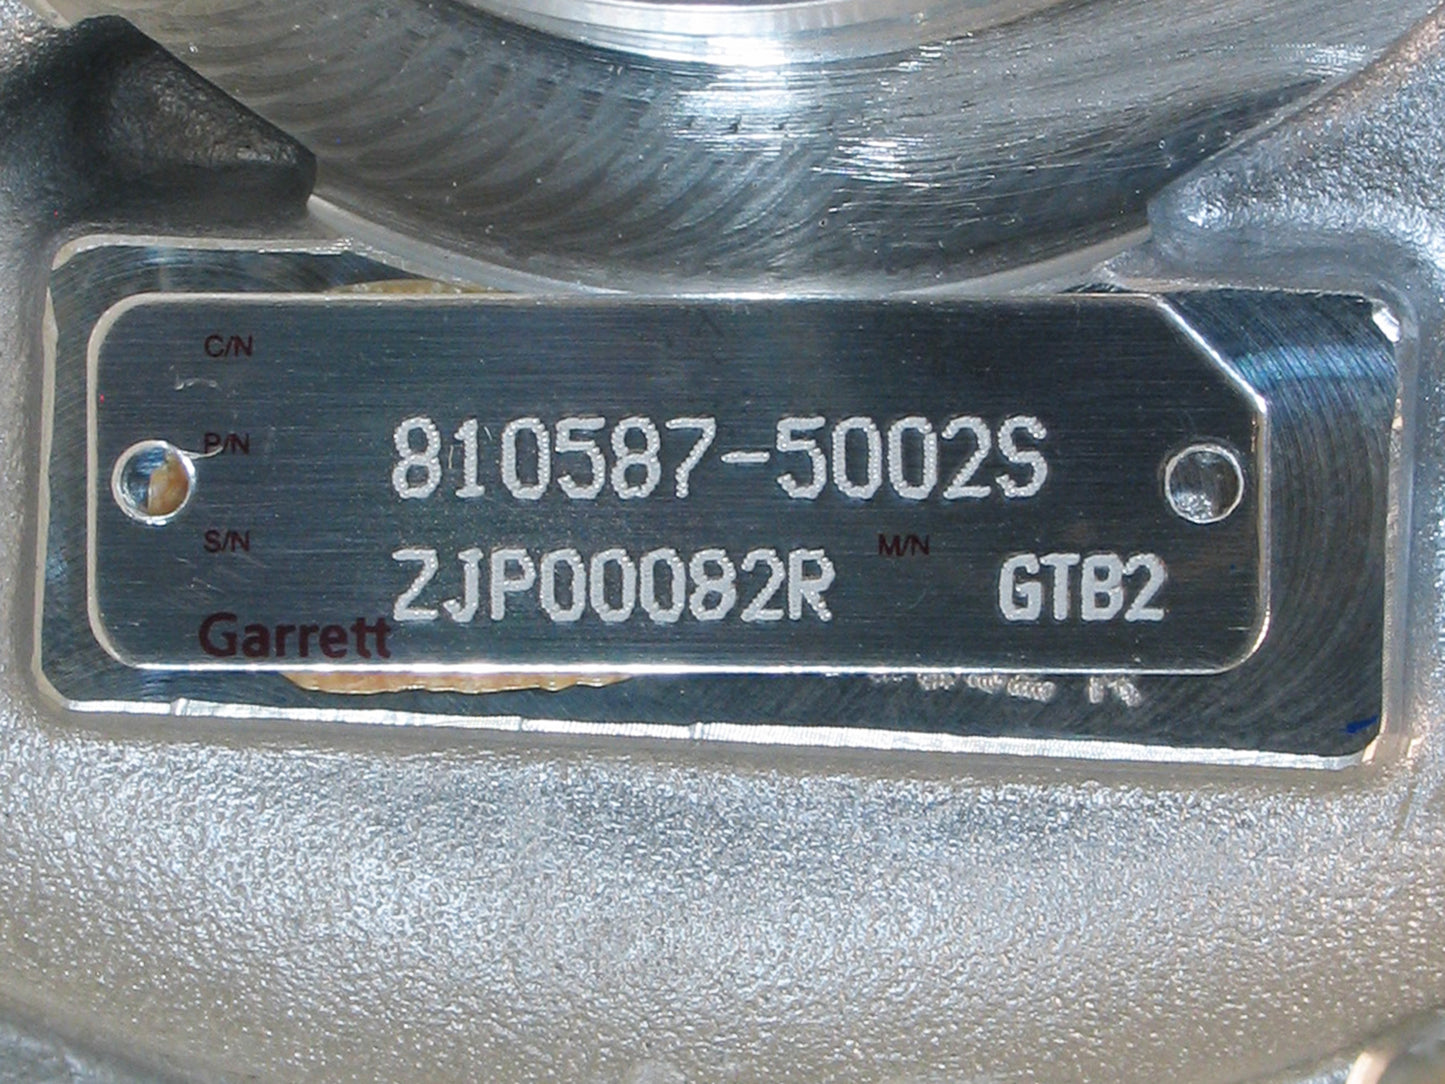 C/N
P/N 810587-5002S
S/N ZJP00082R M/N GTB2
Garrett